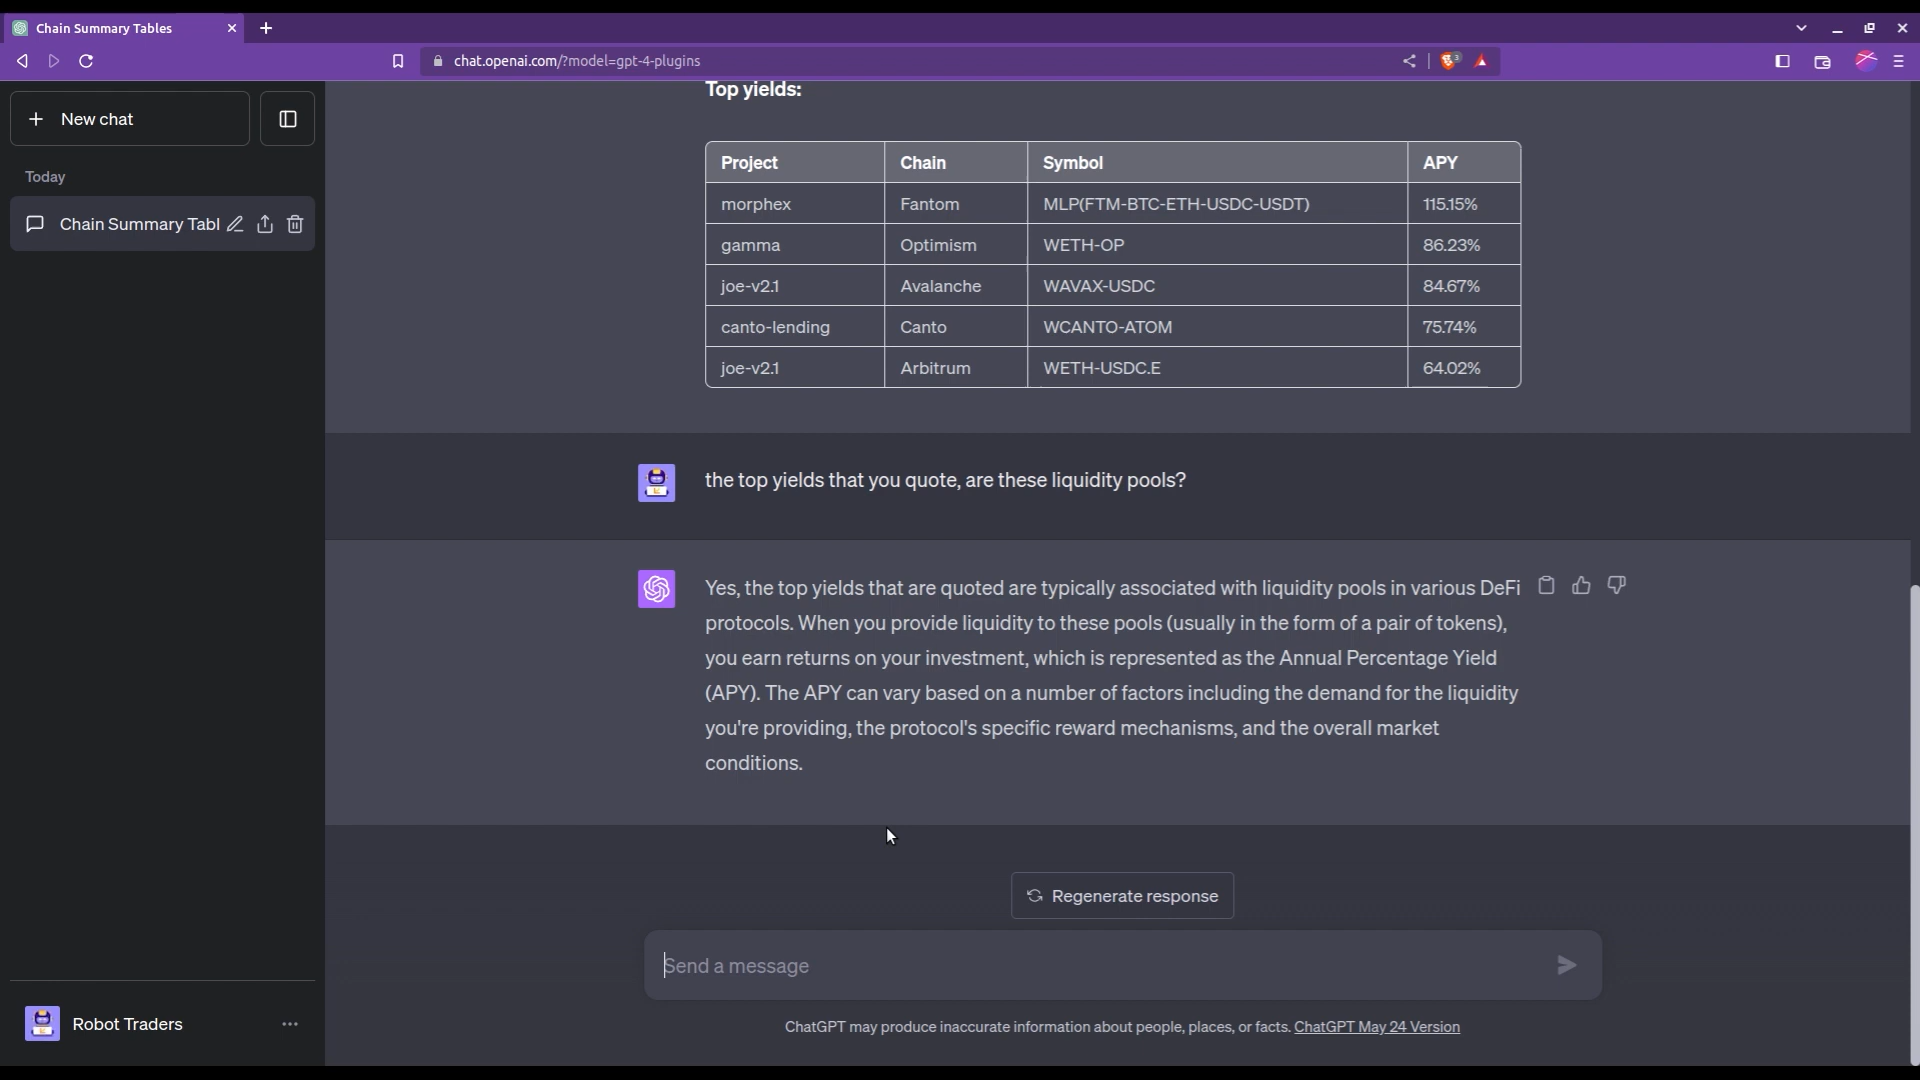 Chain Summary Tables
chat.openai.com/?model=gpt-4-plugins
3
New chat
Today
Chain Summary Tabl
Top yields:
Project Chain Symbol APY
morphex Fantom MLP(FTM-BTC-ETH-USDC-USDT) 115.15%
gamma Optimism WETH-OP 86.23%
joe-v2.1 Avalanche WAVAX-USDC 84.67%
canto-lending Canto WCANTO-ATOM 75.74%
joe-v2.1 Arbitrum WETH-USDC.E 64.02%
the top yields that you quote, are these liquidity pools?
Yes, the top yields that are quoted are typically associated with liquidity pools in various DeFi
protocols. When you provide liquidity to these pools (usually in the form of a pair of tokens),
you earn returns on your investment, which is represented as the Annual Percentage Yield
(APY). The APY can vary based on a number of factors including the demand for the liquidity
you're providing, the protocol's specific reward mechanisms, and the overall market
conditions.
Regenerate response
Send a message
Robot Traders
ChatGPT may produce inaccurate information about people, places, or facts. ChatGPT May 24 Version